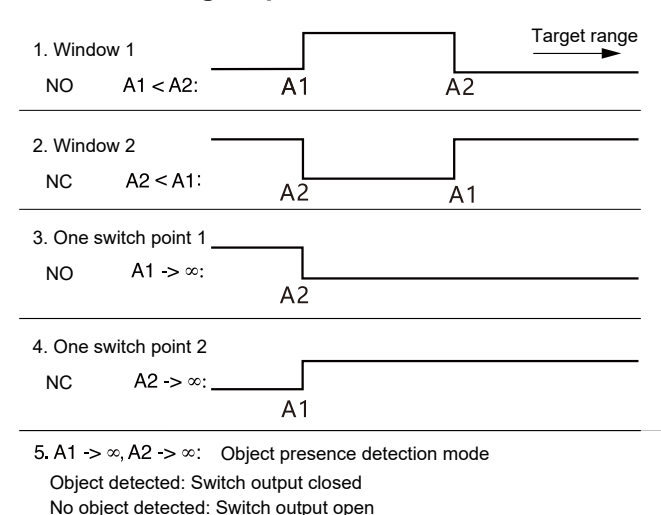 Target range
1. Window 1
NO A1 < A2:
A1 A2
2. Window 2
NC A2 < A1:
A2 A1
3. One switch point 1
NO A1 -> ∞:
A2
4. One switch point 2
NC A2 -> ∞:
A1
5. A1 -> ∞, A2 -> ∞: Object presence detection mode
Object detected: Switch output closed
No object detected: Switch output open